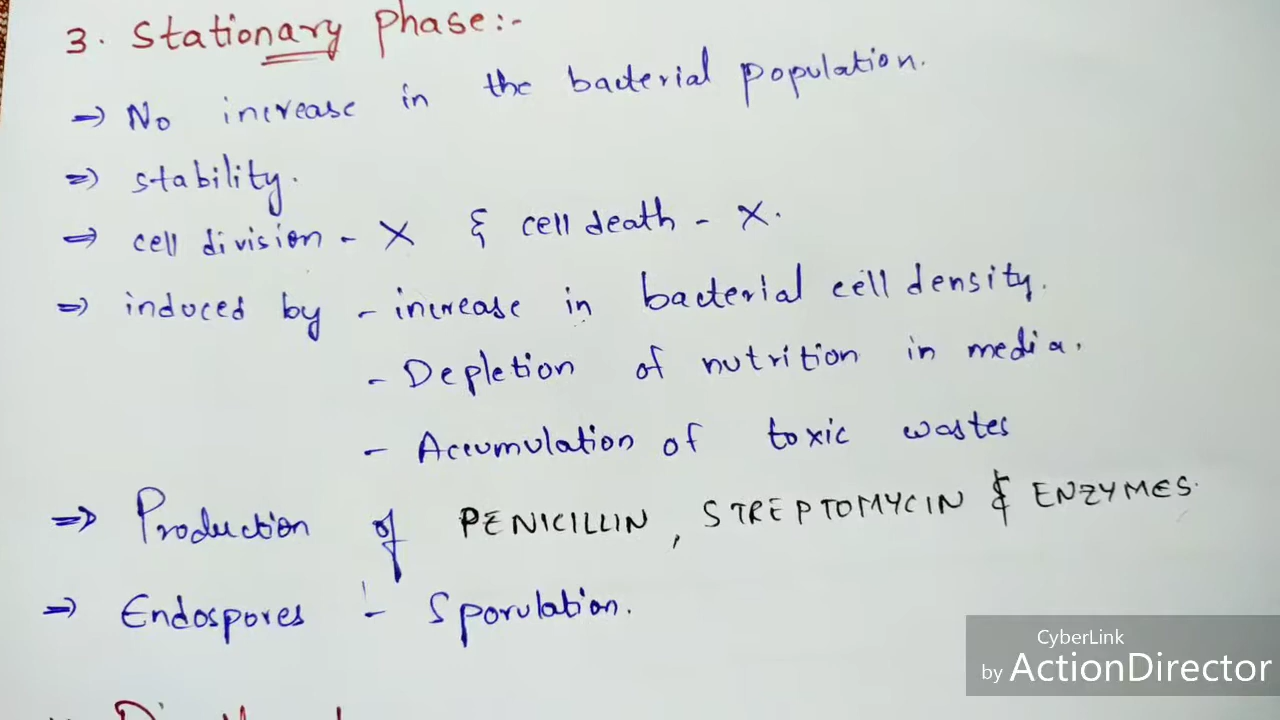 3. Stationary Phase:-
→ No increase in the bacterial population.
⇒ stability.
⇒ cell division - X & cell death - X.
⇒ induced by - increase in bacterial cell density.
- Depletion of nutrition in media.
- Accumulation of toxic wastes
⇒ Production of PENICILLIN, STREPTOMYCIN & ENZYMES.
⇒ Endospores :- Sporulation.
CyberLink
by ActionDirector